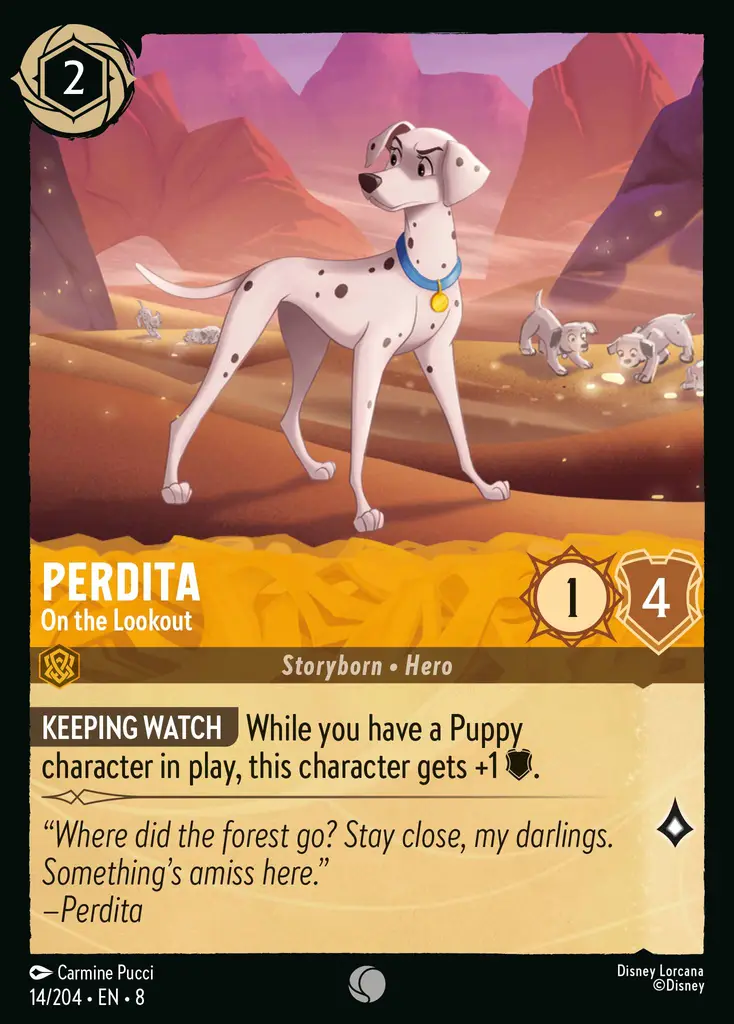 2
PERDITA
On the Lookout
1
4
Storyborn • Hero
KEEPING WATCH While you have a Puppy
character in play, this character gets +1 .
“Where did the forest go? Stay close, my darlings.
Something’s amiss here.”
–Perdita
Carmine Pucci
Disney Lorcana
14/204 • EN • 8
©Disney